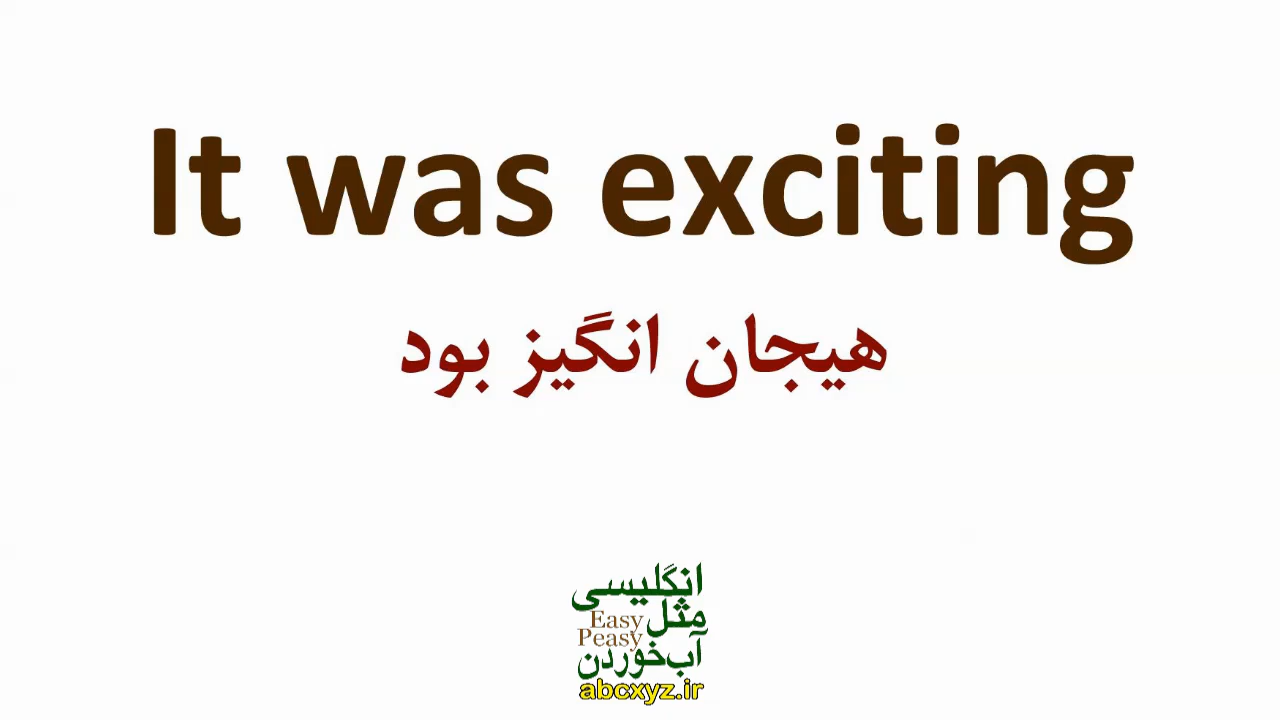 It was exciting
هیجان انگیز بود
انگلیسی
مثل
Easy
Peasy
آب‌خوردن
abcxyz.ir